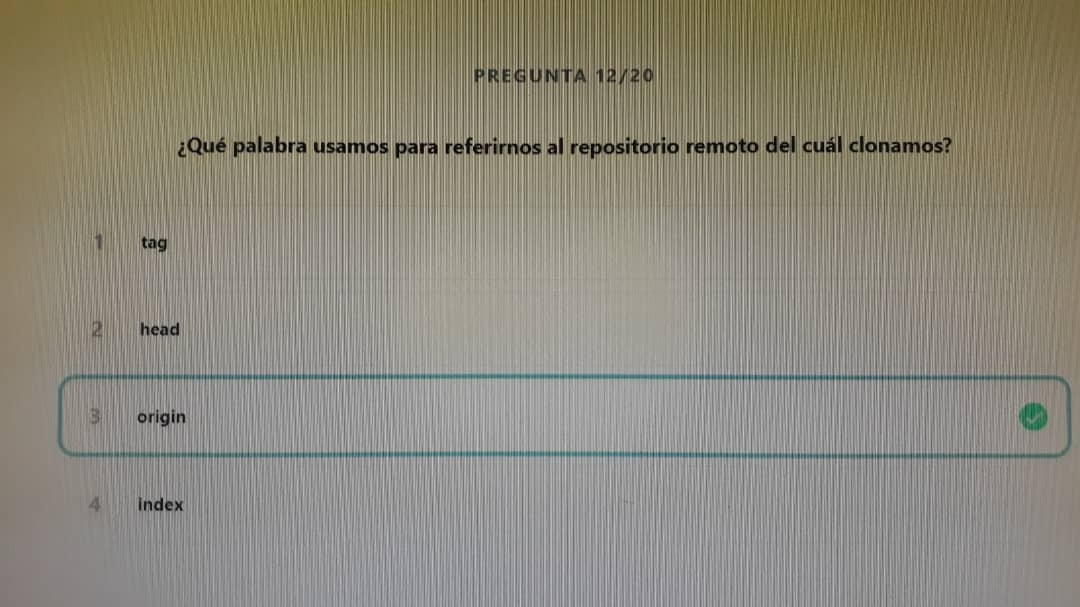 PREGUNTA 12/20
¿Qué palabra usamos para referirnos al repositorio remoto del cuál clonamos?
1 tag
2 head
3 origin
4 index